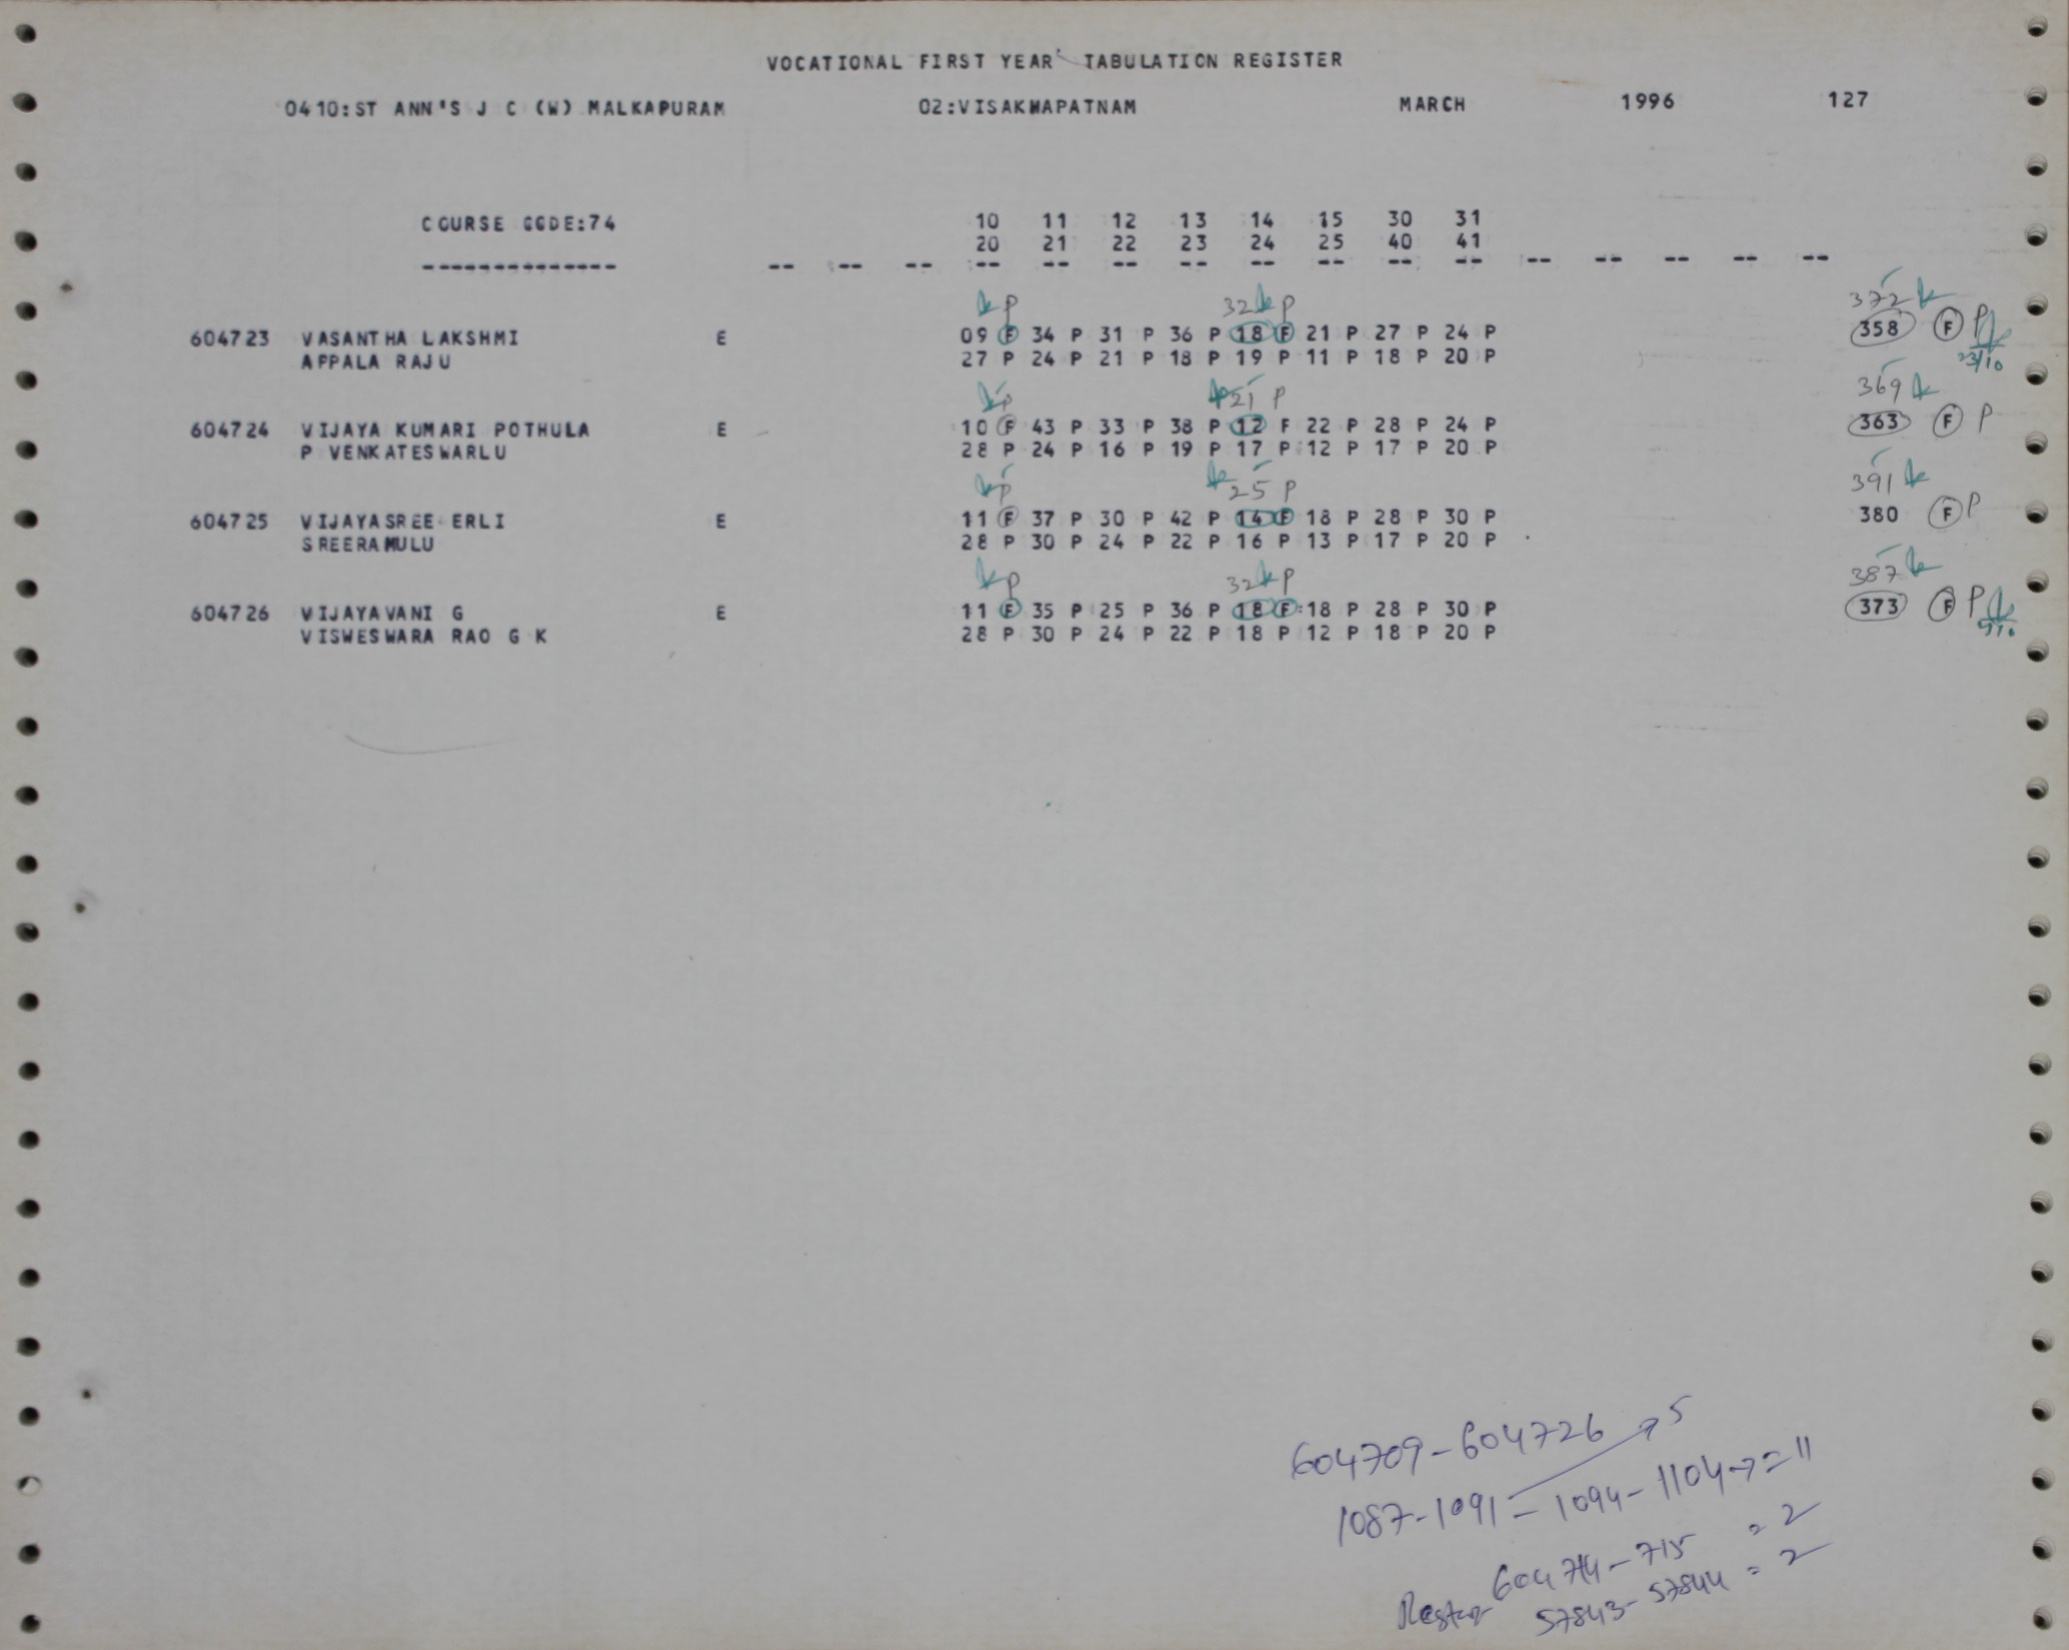 VOCATIONAL FIRST YEAR TABULATION REGISTER
0410:ST ANN'S J C (W) MALKAPURAM 02:VISAKHAPATNAM MARCH 1996 127
COURSE CODE:74 10 11 12 13 14 15 30 31
20 21 22 23 24 25 40 41
-------------- -- -- -- -- -- -- -- -- -- -- -- -- -- -- -- --
P 32 P 372
604723 VASANTHA LAKSHMI E 09 F 34 P 31 P 36 P 18 F 21 P 27 P 24 P 358 F P
APPALA RAJU 27 P 24 P 21 P 18 P 19 P 11 P 18 P 20 P 23/10
P 21 P 369
604724 VIJAYA KUMARI POTHULA E 10 F 43 P 33 P 38 P 12 F 22 P 28 P 24 P 363 F P
P VENKATESWARLU 28 P 24 P 16 P 19 P 17 P 12 P 17 P 20 P
P 25 P 391
604725 VIJAYASREE ERLI E 11 F 37 P 30 P 42 P 14 F 18 P 28 P 30 P 380 F P
SREERAMULU 28 P 30 P 24 P 22 P 16 P 13 P 17 P 20 P
P 32 P 387
604726 VIJAYAVANI G E 11 F 35 P 25 P 36 P 18 F 18 P 28 P 30 P 373 F P
VISWESWARA RAO G K 28 P 30 P 24 P 22 P 18 P 12 P 18 P 20 P
604709-604726 → 5
1087-1091 = 1094-1104 → = 11
604714-715 = 2
57843-57844 = 2